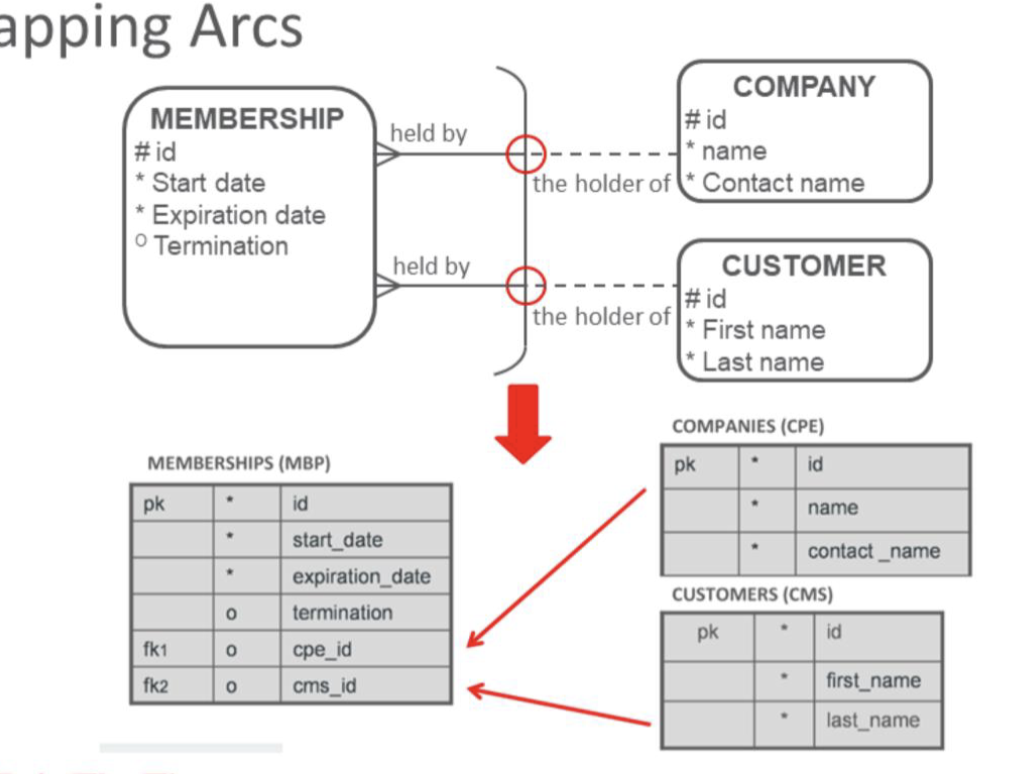 apping Arcs
MEMBERSHIP
# id
* Start date
* Expiration date
o Termination
held by
the holder of
held by
the holder of
COMPANY
# id
* name
* Contact name
CUSTOMER
# id
* First name
* Last name
MEMBERSHIPS (MBP)
pk * id
* start_date
* expiration_date
o termination
fk1 o cpe_id
fk2 o cms_id
COMPANIES (CPE)
pk * id
* name
* contact _name
CUSTOMERS (CMS)
pk * id
* first_name
* last_name